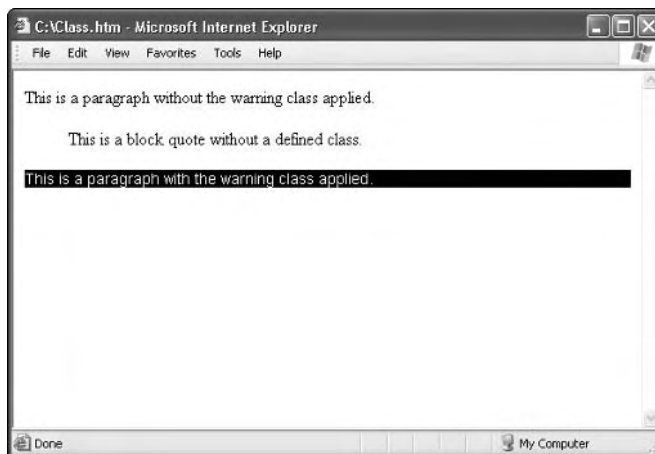 C:\Class.htm - Microsoft Internet Explorer
File Edit View Favorites Tools Help
This is a paragraph without the warning class applied.
This is a block quote without a defined class.
This is a paragraph with the warning class applied.
Done My Computer